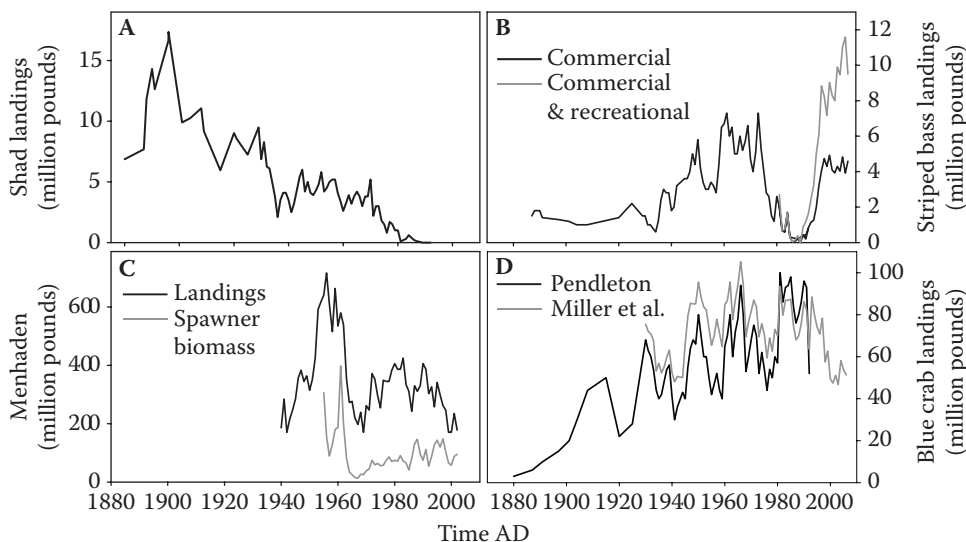 A
Shad landings
(million pounds)
15
10
5
0
B
Commercial
Commercial
& recreational
12
10
8
6
4
2
0
Striped bass landings
(million pounds)
C
Landings
Spawner
biomass
Menhaden
(million pounds)
600
400
200
0
D
Pendleton
Miller et al.
100
80
60
40
20
0
Blue crab landings
(million pounds)
1880 1900 1920 1940 1960 1980 2000
1880 1900 1920 1940 1960 1980 2000
Time AD